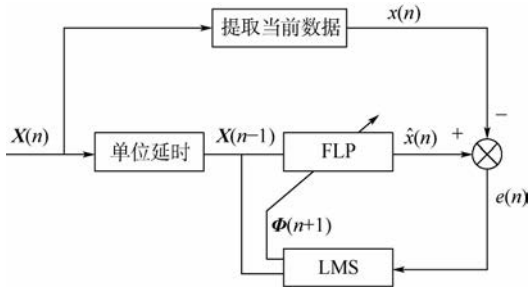 x(n)
提取当前数据
−
X(n)
单位延时
X(n−1)
FLP
x̂(n)
+
e(n)
Φ(n+1)
LMS